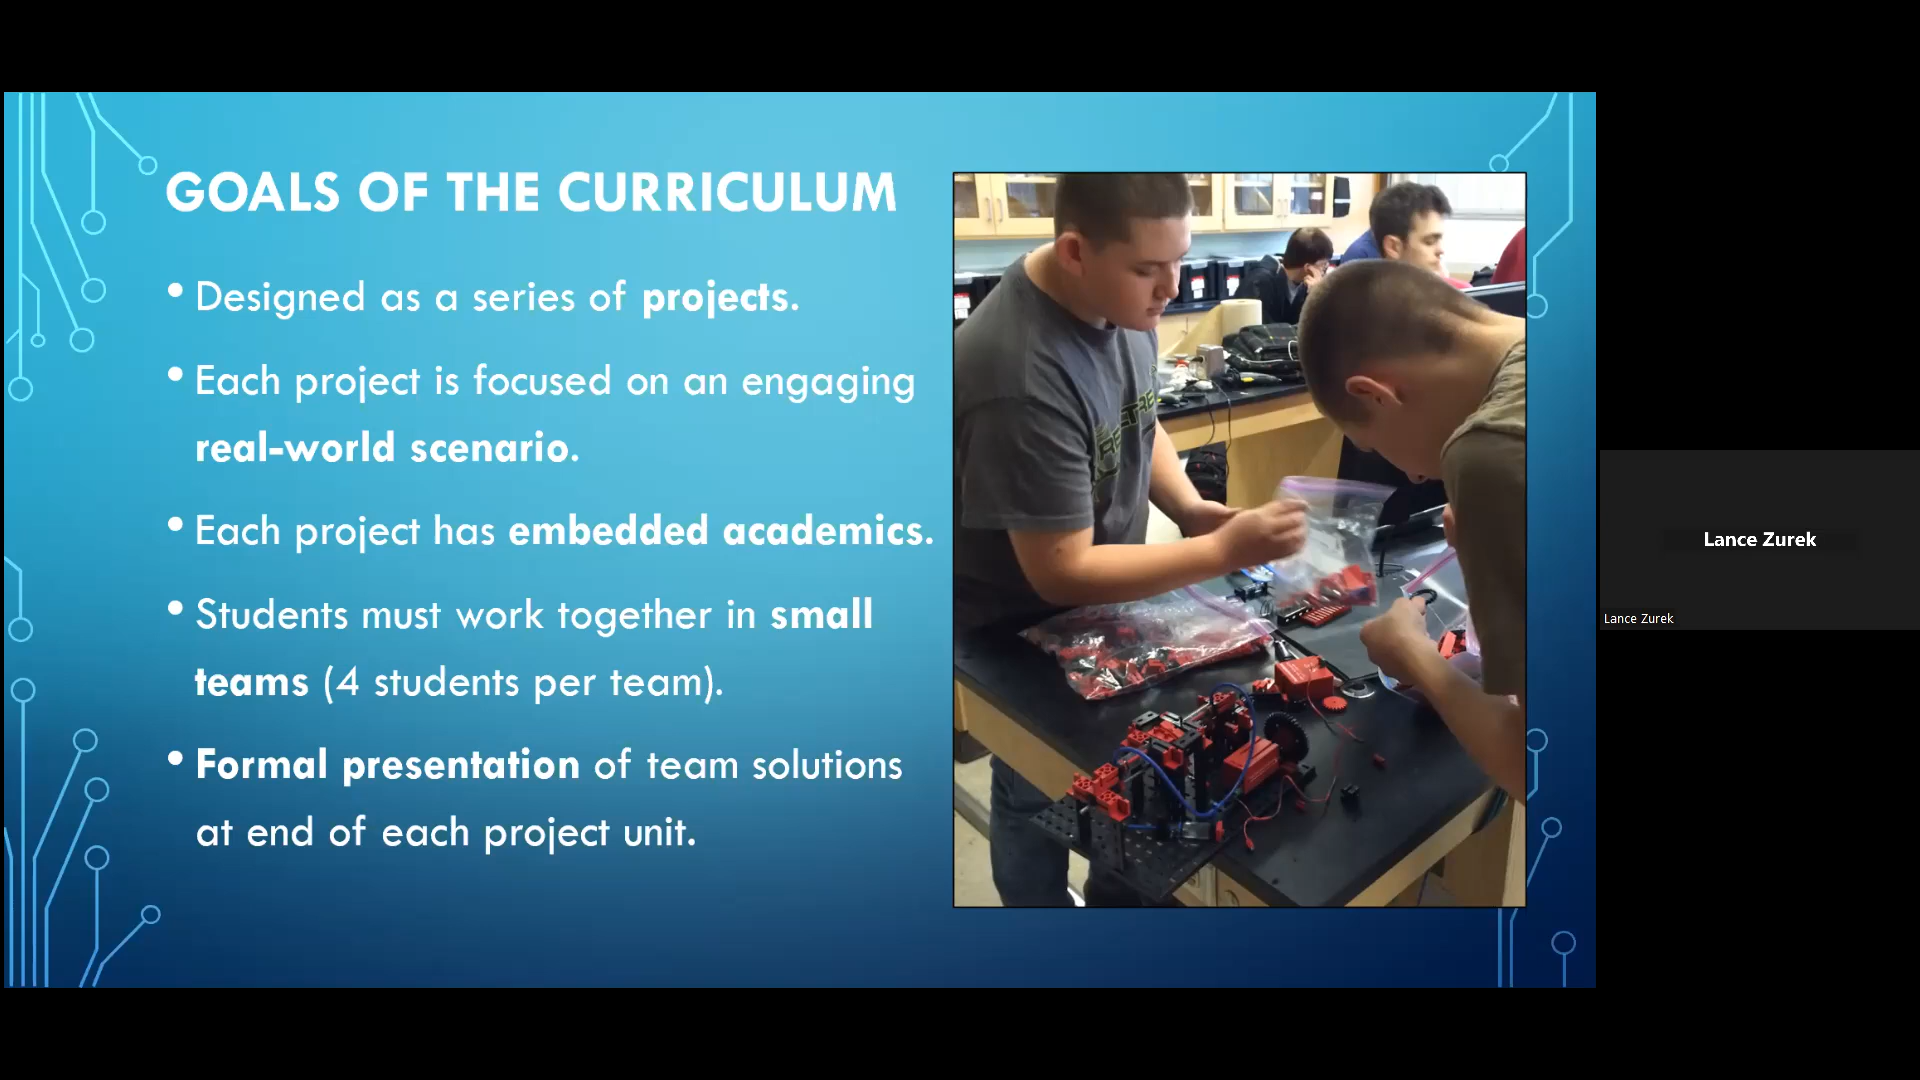 GOALS OF THE CURRICULUM
• Designed as a series of projects.
• Each project is focused on an engaging
real-world scenario.
• Each project has embedded academics.
• Students must work together in small
teams (4 students per team).
• Formal presentation of team solutions
at end of each project unit.
Lance Zurek
Lance Zurek